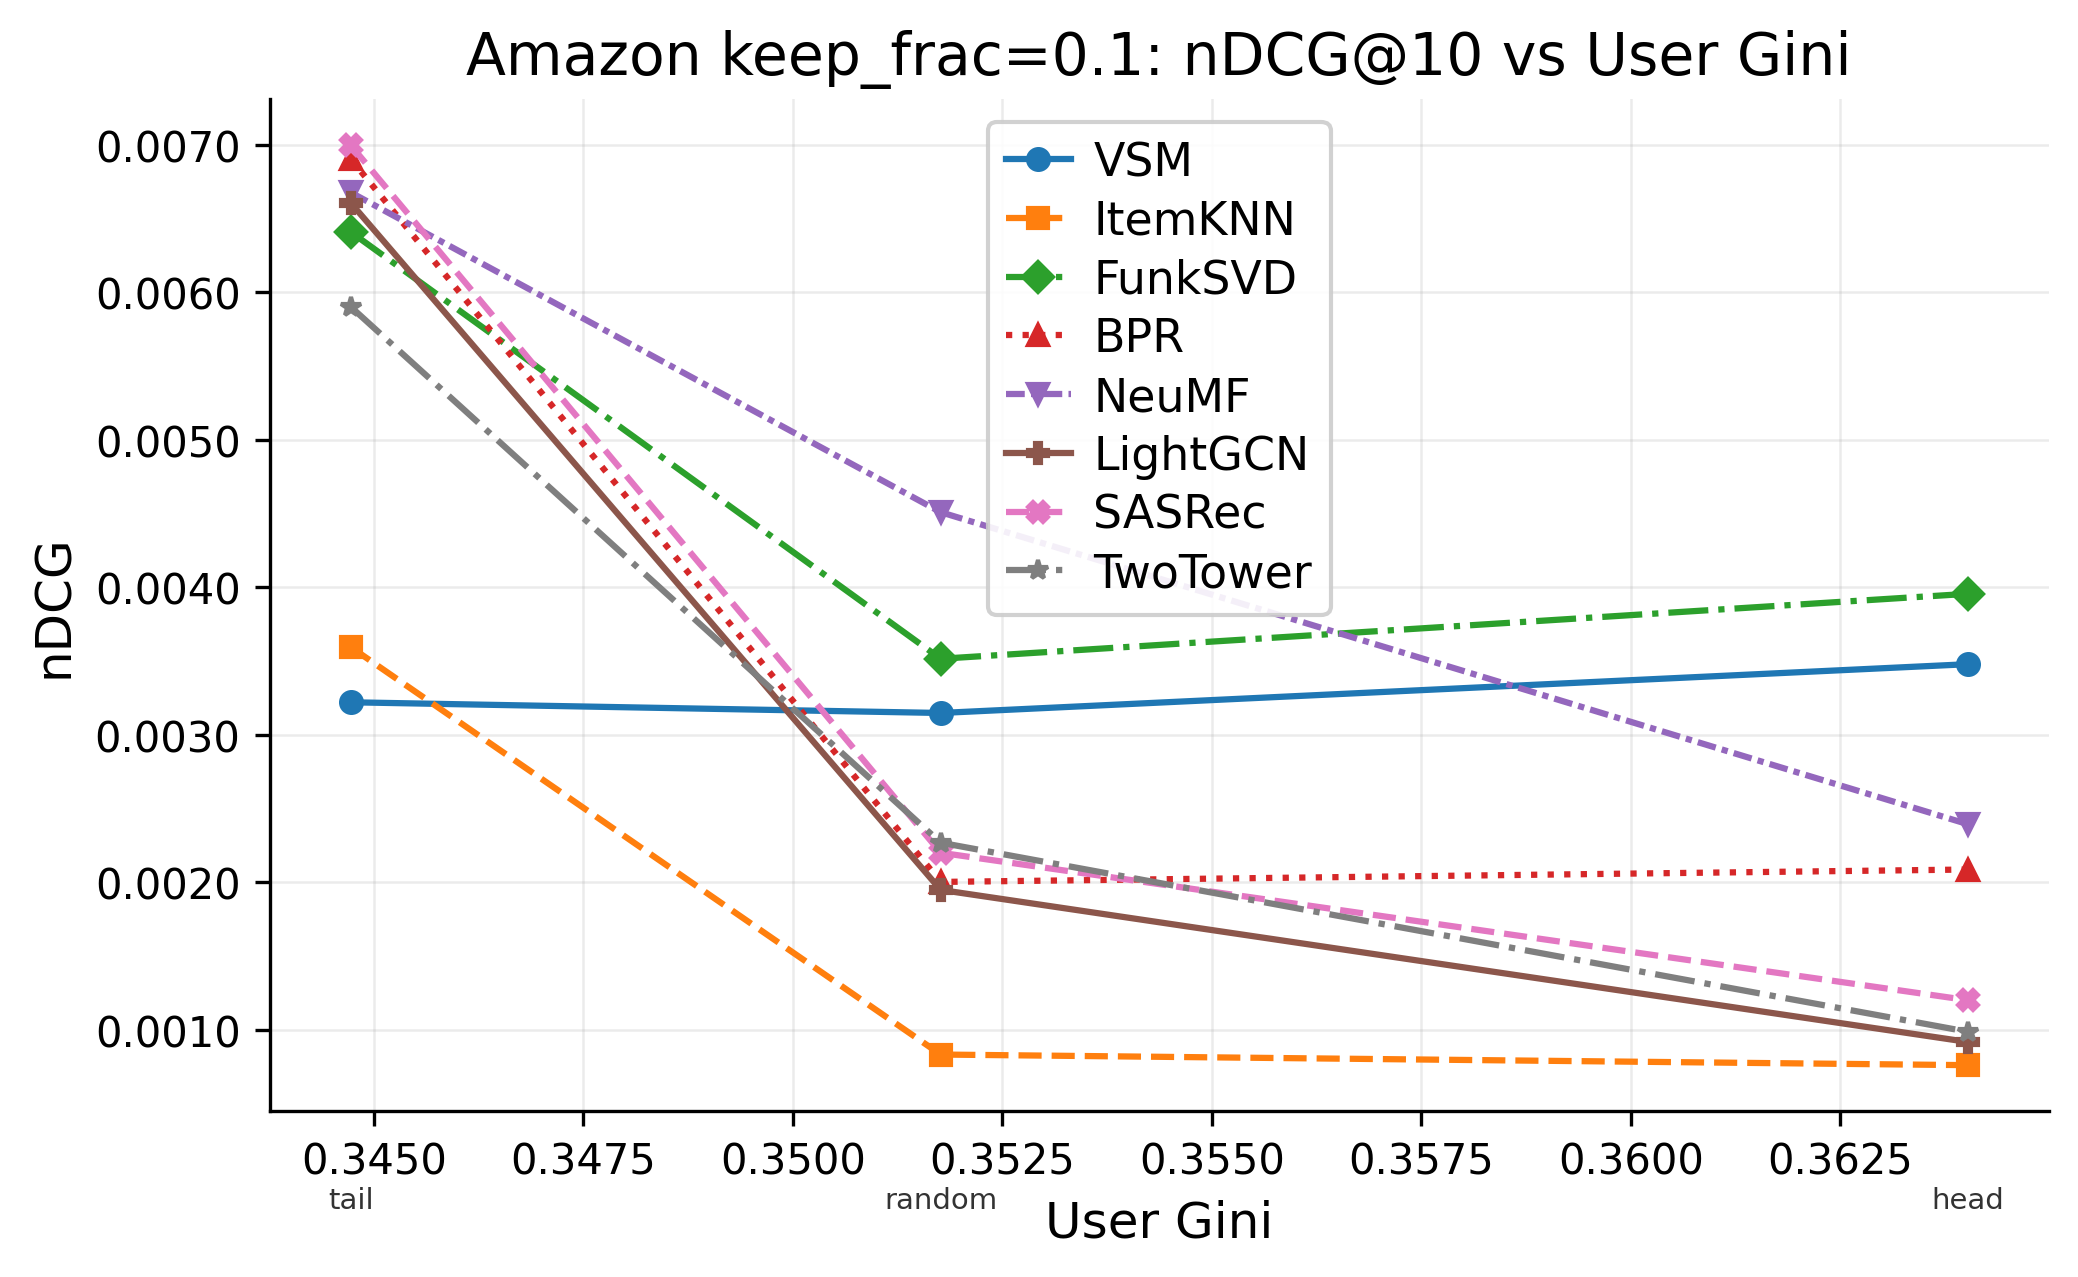 Amazon keep_frac=0.1: nDCG@10 vs User Gini
nDCG
0.0070
0.0060
0.0050
0.0040
0.0030
0.0020
0.0010
VSM
ItemKNN
FunkSVD
BPR
NeuMF
LightGCN
SASRec
TwoTower
0.3450 0.3475 0.3500 0.3525 0.3550 0.3575 0.3600 0.3625
tail random head
User Gini